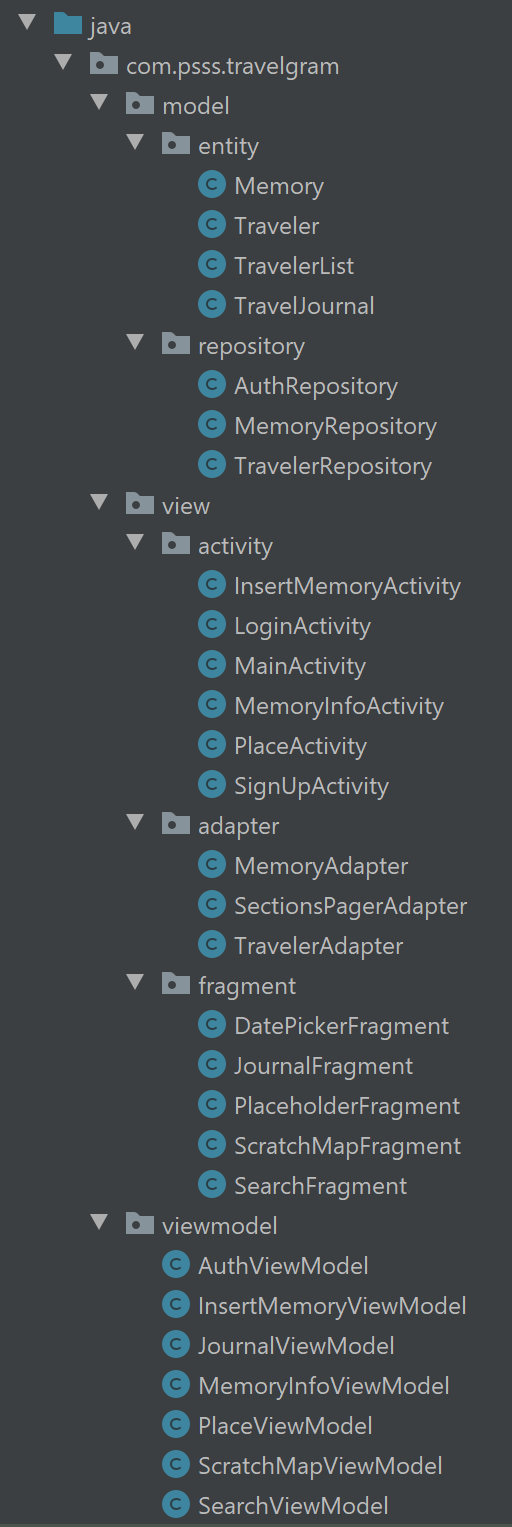 java
com.psss.travelgram
model
entity
C Memory
C Traveler
C TravelerList
C TravelJournal
repository
C AuthRepository
C MemoryRepository
C TravelerRepository
view
activity
C InsertMemoryActivity
C LoginActivity
C MainActivity
C MemoryInfoActivity
C PlaceActivity
C SignUpActivity
adapter
C MemoryAdapter
C SectionsPagerAdapter
C TravelerAdapter
fragment
C DatePickerFragment
C JournalFragment
C PlaceholderFragment
C ScratchMapFragment
C SearchFragment
viewmodel
C AuthViewModel
C InsertMemoryViewModel
C JournalViewModel
C MemoryInfoViewModel
C PlaceViewModel
C ScratchMapViewModel
C SearchViewModel